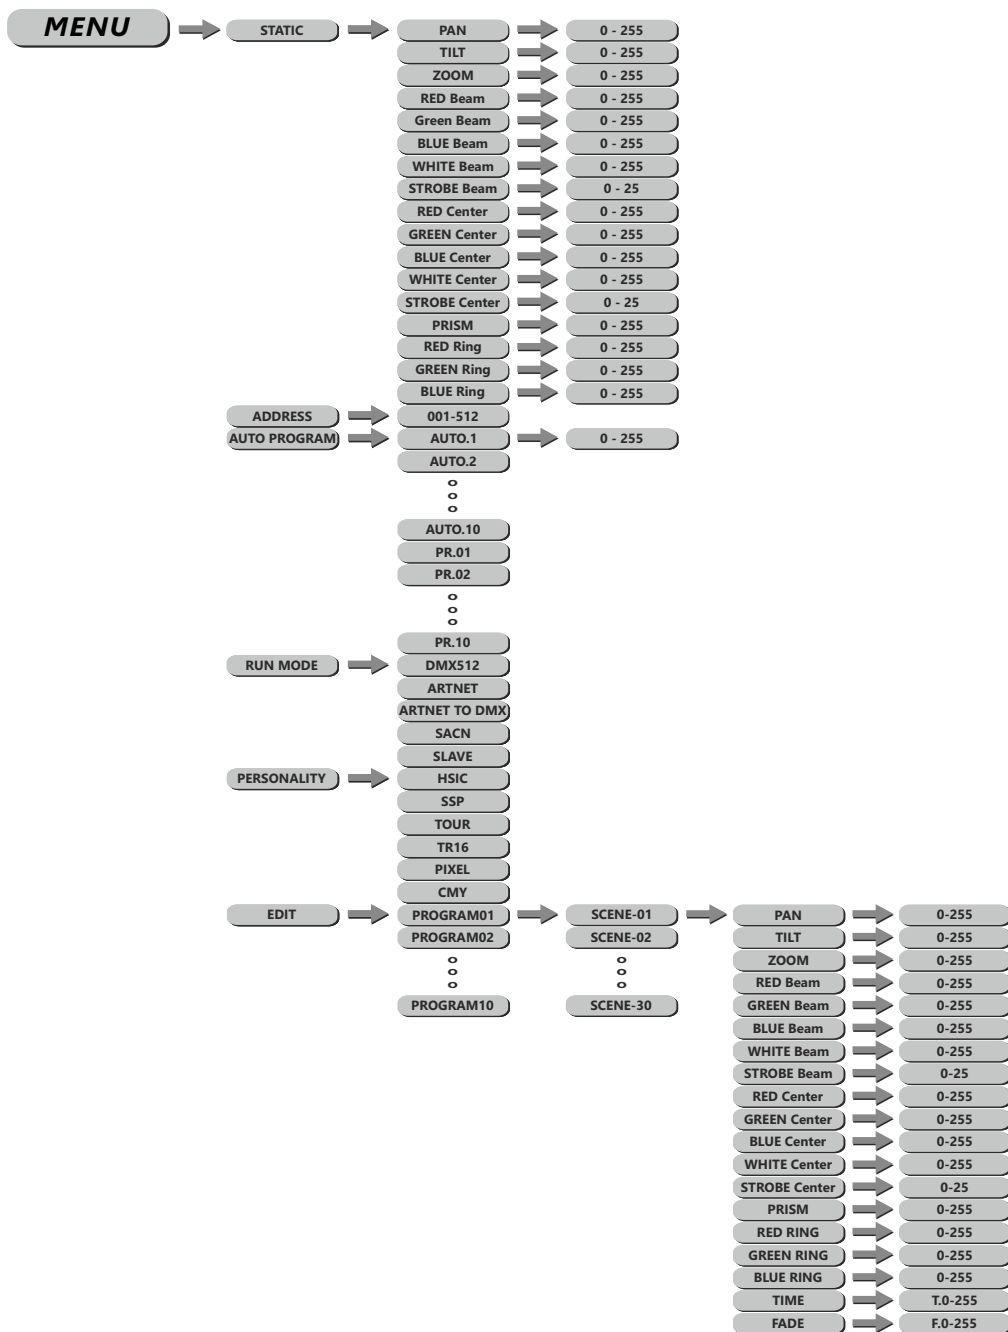 MENU STATIC PAN 0 - 255
TILT 0 - 255
ZOOM 0 - 255
RED Beam 0 - 255
Green Beam 0 - 255
BLUE Beam 0 - 255
WHITE Beam 0 - 255
STROBE Beam 0 - 25
RED Center 0 - 255
GREEN Center 0 - 255
BLUE Center 0 - 255
WHITE Center 0 - 255
STROBE Center 0 - 25
PRISM 0 - 255
RED Ring 0 - 255
GREEN Ring 0 - 255
BLUE Ring 0 - 255
ADDRESS 001-512
AUTO PROGRAM AUTO.1 0 - 255
AUTO.2
AUTO.10
PR.01
PR.02
PR.10
RUN MODE DMX512
ARTNET
ARTNET TO DMX
SACN
SLAVE
PERSONALITY HSIC
SSP
TOUR
TR16
PIXEL
CMY
EDIT PROGRAM01 SCENE-01 PAN 0-255
PROGRAM02 SCENE-02 TILT 0-255
ZOOM 0-255
RED Beam 0-255
PROGRAM10 SCENE-30 GREEN Beam 0-255
BLUE Beam 0-255
WHITE Beam 0-255
STROBE Beam 0-25
RED Center 0-255
GREEN Center 0-255
BLUE Center 0-255
WHITE Center 0-255
STROBE Center 0-25
PRISM 0-255
RED RING 0-255
GREEN RING 0-255
BLUE RING 0-255
TIME T.0-255
FADE F.0-255